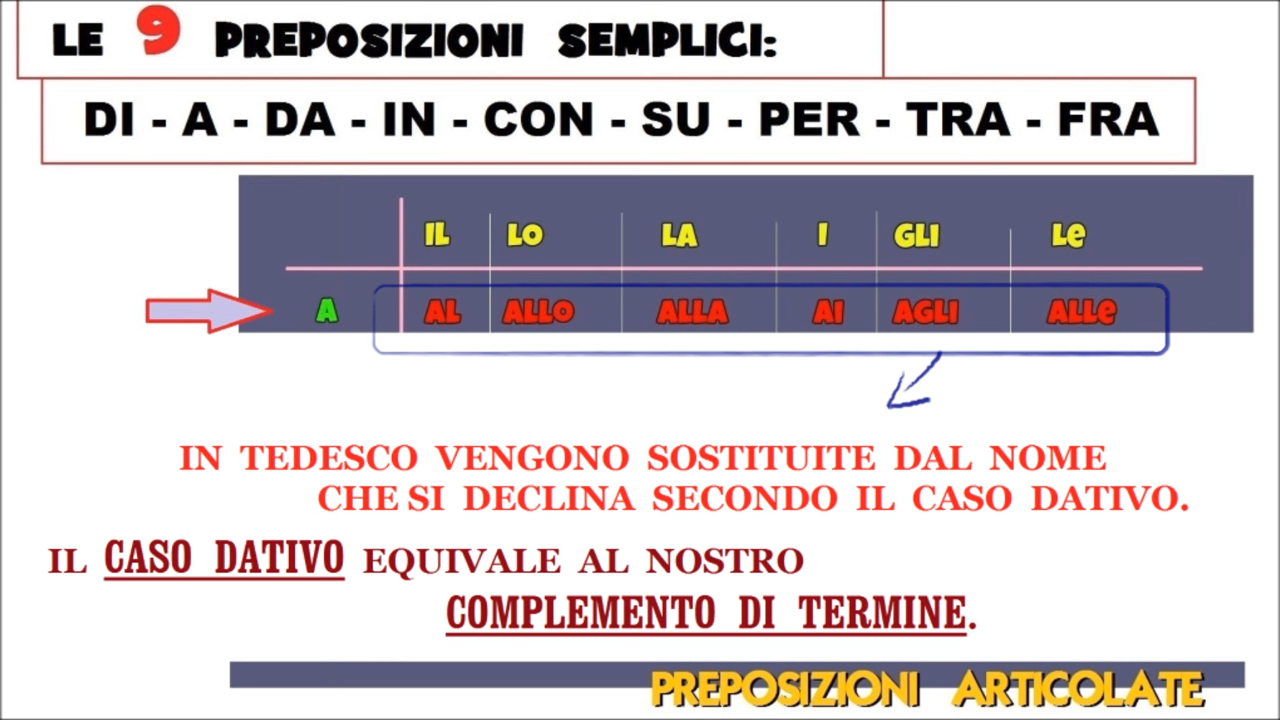 LE 9 PREPOSIZIONI SEMPLICI:
DI - A - DA - IN - CON - SU - PER - TRA - FRA
IL LO LA I GLI Le
A AL ALLO ALLA AI AGLI ALLe
IN TEDESCO VENGONO SOSTITUITE DAL NOME
CHE SI DECLINA SECONDO IL CASO DATIVO.
IL CASO DATIVO EQUIVALE AL NOSTRO
COMPLEMENTO DI TERMINE.
PREPOSIZIONI ARTICOLATE